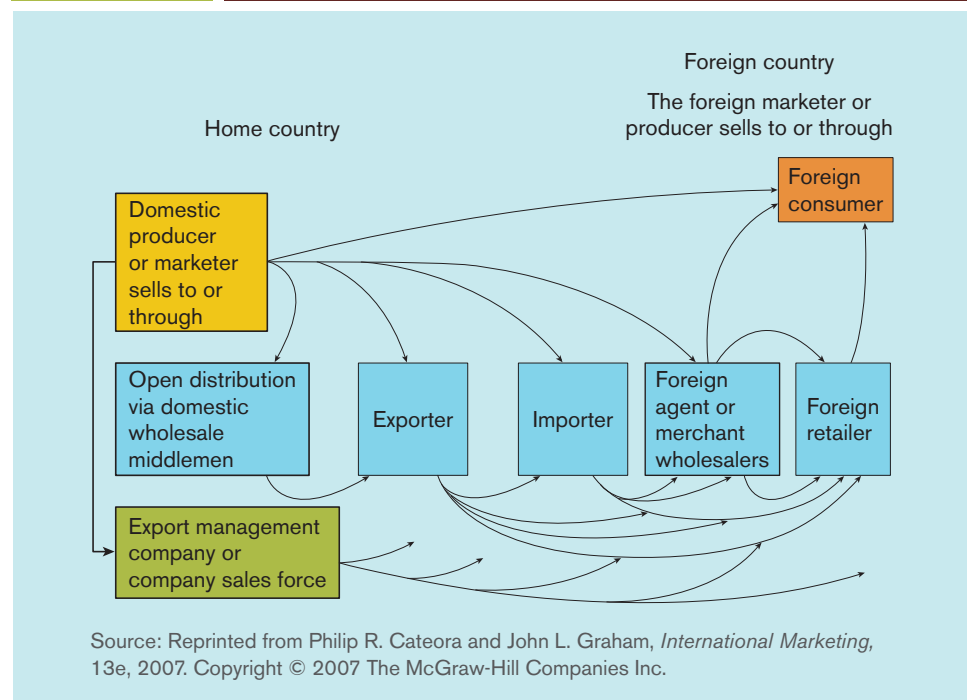 Home country
Foreign country
The foreign marketer or
producer sells to or through
Foreign
consumer
Domestic
producer
or marketer
sells to or
through
Open distribution
via domestic
wholesale
middlemen
Exporter
Importer
Foreign
agent or
merchant
wholesalers
Foreign
retailer
Export management
company or
company sales force
Source: Reprinted from Philip R. Cateora and John L. Graham, International Marketing,
13e, 2007. Copyright © 2007 The McGraw-Hill Companies Inc.